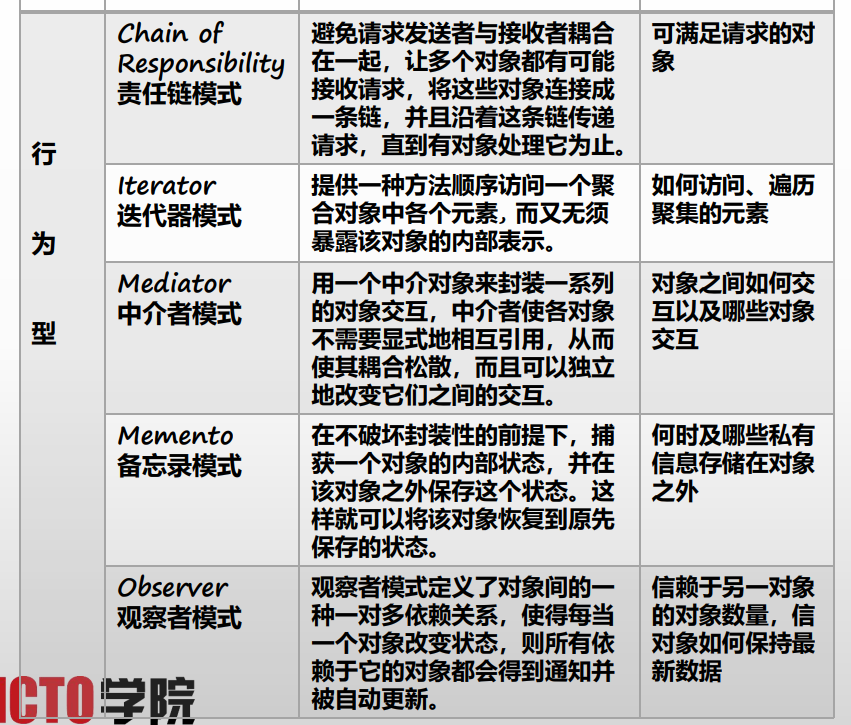 行
为
型
Chain of
Responsibility
责任链模式
避免请求发送者与接收者耦合
在一起，让多个对象都有可能
接收请求，将这些对象连接成
一条链，并且沿着这条链传递
请求，直到有对象处理它为止。
可满足请求的对
象
Iterator
迭代器模式
提供一种方法顺序访问一个聚
合对象中各个元素，而又无须
暴露该对象的内部表示。
如何访问、遍历
聚集的元素
Mediator
中介者模式
用一个中介对象来封装一系列
的对象交互，中介者使各对象
不需要显式地相互引用，从而
使其耦合松散，而且可以独立
地改变它们之间的交互。
对象之间如何交
互以及哪些对象
交互
Memento
备忘录模式
在不破坏封装性的前提下，捕
获一个对象的内部状态，并在
该对象之外保存这个状态。这
样就可以将该对象恢复到原先
保存的状态。
何时及哪些私有
信息存储在对象
之外
Observer
观察者模式
观察者模式定义了对象间的一
种一对多依赖关系，使得每当
一个对象改变状态，则所有依
赖于它的对象都会得到通知并
被自动更新。
信赖于另一对象
的对象数量，信
对象如何保持最
新数据
CTO学院